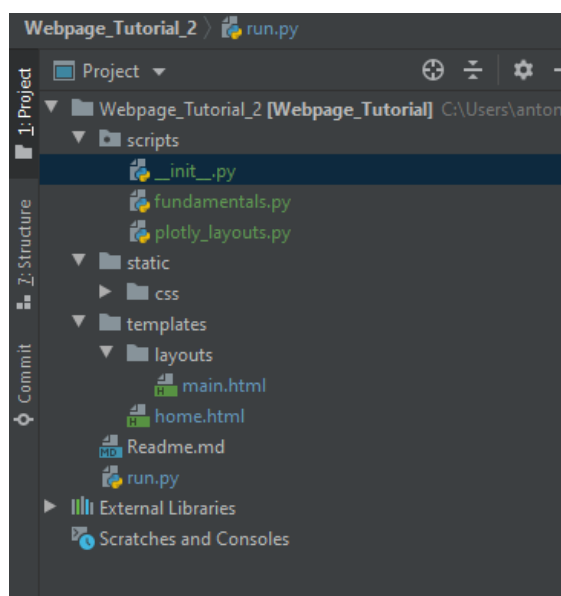 Webpage_Tutorial_2 run.py
1: Project
Project
Webpage_Tutorial_2 [Webpage_Tutorial] C:\Users\anton
scripts
__init__.py
fundamentals.py
plotly_layouts.py
7: Structure
static
css
templates
layouts
Commit
H main.html
H home.html
MD Readme.md
run.py
External Libraries
Scratches and Consoles